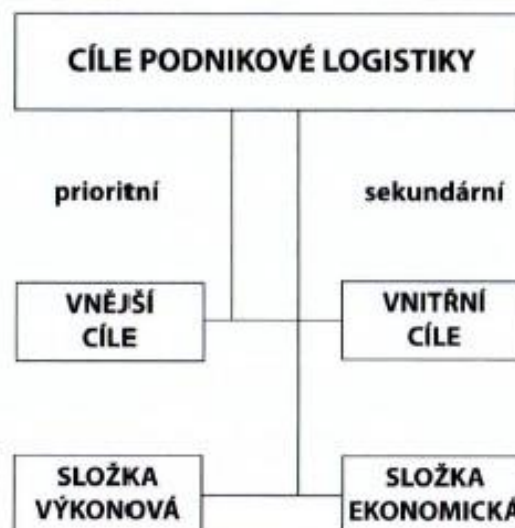 CÍLE PODNIKOVÉ LOGISTIKY
prioritní
sekundární
VNĚJŠÍ
CÍLE
VNITŘNÍ
CÍLE
SLOŽKA
VÝKONOVÁ
SLOŽKA
EKONOMICKÁ